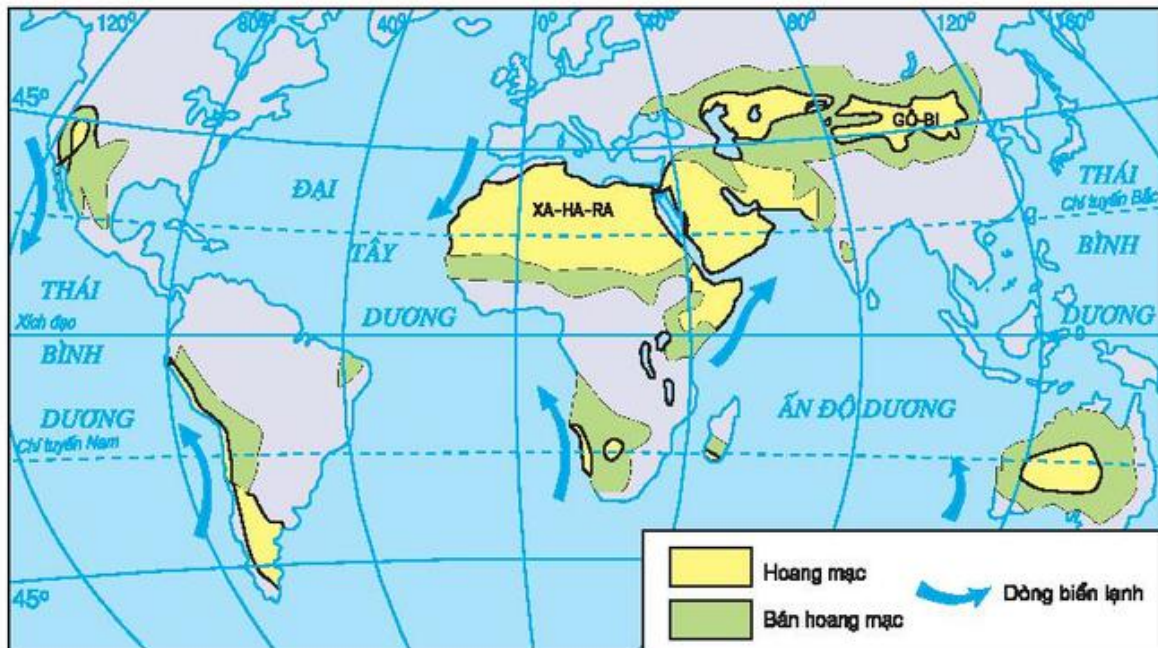 120° 80° 40° 0° 40° 80° 120° 160°
45°
GÔ-BI
ĐẠI
XA-HA-RA
THÁI
Chí tuyến Bắc
TÂY
BÌNH
THÁI
DƯƠNG
DƯƠNG
Xích đạo
BÌNH
DƯƠNG
ẤN ĐỘ DƯƠNG
Chí tuyến Nam
45°
Hoang mạc
Dòng biển lạnh
Bán hoang mạc